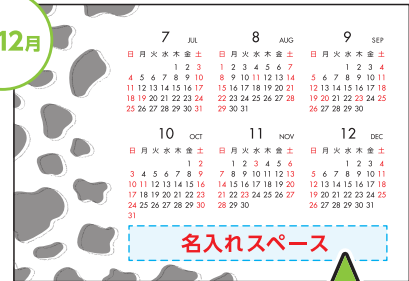 12月
7 JUL
日 月 火 水 木 金 土
1 2 3
4 5 6 7 8 9 10
11 12 13 14 15 16 17
18 19 20 21 22 23 24
25 26 27 28 29 30 31
8 AUG
日 月 火 水 木 金 土
1 2 3 4 5 6 7
8 9 10 11 12 13 14
15 16 17 18 19 20 21
22 23 24 25 26 27 28
29 30 31
9 SEP
日 月 火 水 木 金 土
1 2 3 4
5 6 7 8 9 10 11
12 13 14 15 16 17 18
19 20 21 22 23 24 25
26 27 28 29 30
10 OCT
日 月 火 水 木 金 土
1 2
3 4 5 6 7 8 9
10 11 12 13 14 15 16
17 18 19 20 21 22 23
24 25 26 27 28 29 30
31
11 NOV
日 月 火 水 木 金 土
1 2 3 4 5 6
7 8 9 10 11 12 13
14 15 16 17 18 19 20
21 22 23 24 25 26 27
28 29 30
12 DEC
日 月 火 水 木 金 土
1 2 3 4
5 6 7 8 9 10 11
12 13 14 15 16 17 18
19 20 21 22 23 24 25
26 27 28 29 30 31
名入れスペース